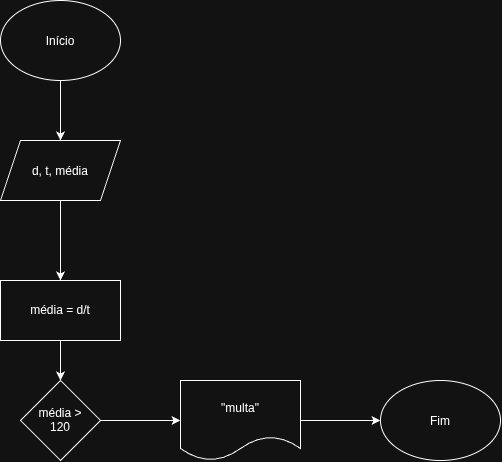 Início
d, t, média
média = d/t
média >
120
"multa"
Fim